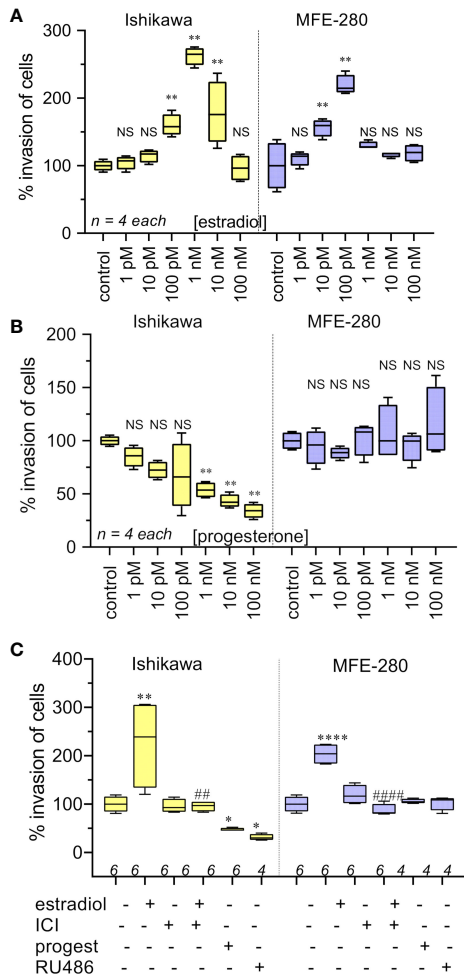 A
Ishikawa MFE-280
% invasion of cells
300
200
100
0
** ** ** ** **
NS NS NS NS NS NS NS
n = 4 each [estradiol]
control 1 pM 10 pM 100 pM 1 nM 10 nM 100 nM control 1 pM 10 pM 100 pM 1 nM 10 nM 100 nM
B
Ishikawa MFE-280
% invasion of cells
200
150
100
50
0
NS NS NS ** ** ** NS NS NS NS NS NS
n = 4 each [progesterone]
control 1 pM 10 pM 100 pM 1 nM 10 nM 100 nM control 1 pM 10 pM 100 pM 1 nM 10 nM 100 nM
C
Ishikawa MFE-280
% invasion of cells
400
300
200
100
0
** ## * * **** ####
6 6 6 6 6 4 6 6 6 6 4 4 4
estradiol - + - + - - - + - + - -
ICI - - + + - - - - + + - -
progest - - - - + - - - - - + -
RU486 - - - - - + - - - - - +